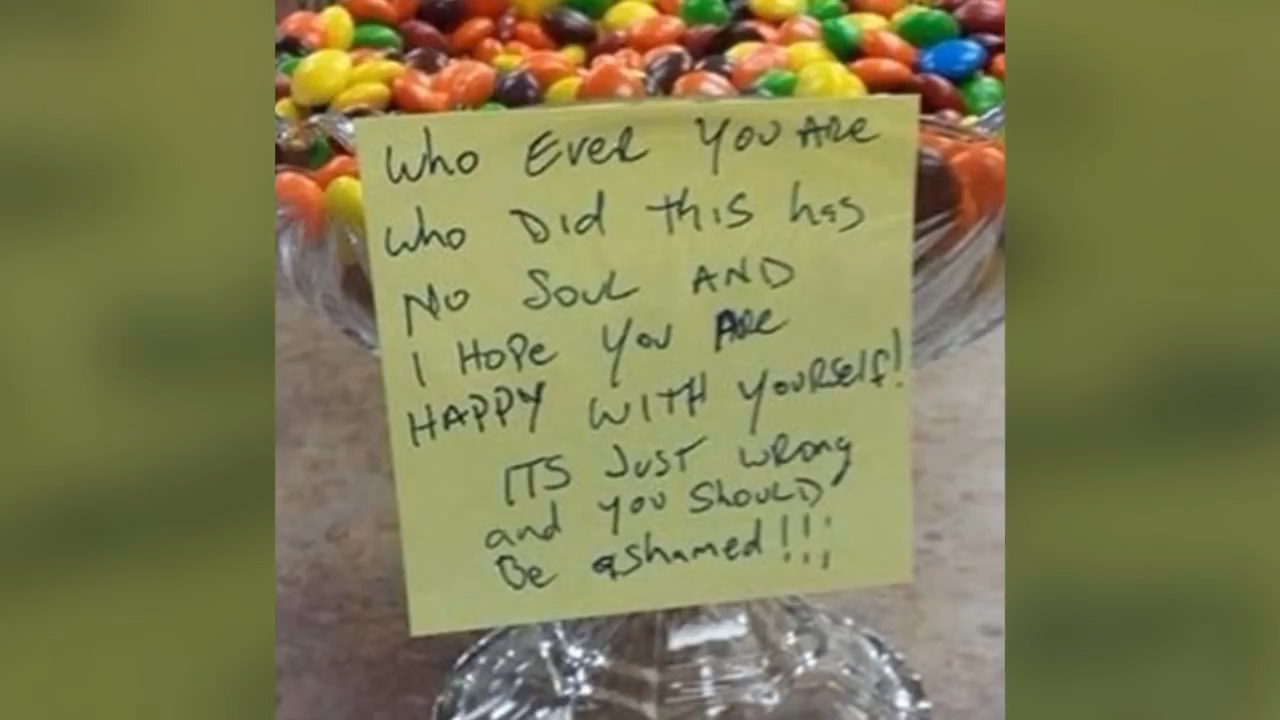 Who Ever You Are
who Did this has
No Soul AND
I Hope You Are
HAPPY WITH YourSelf!
ITS JUST wrong
and you ShoulD
Be ashamed!!!